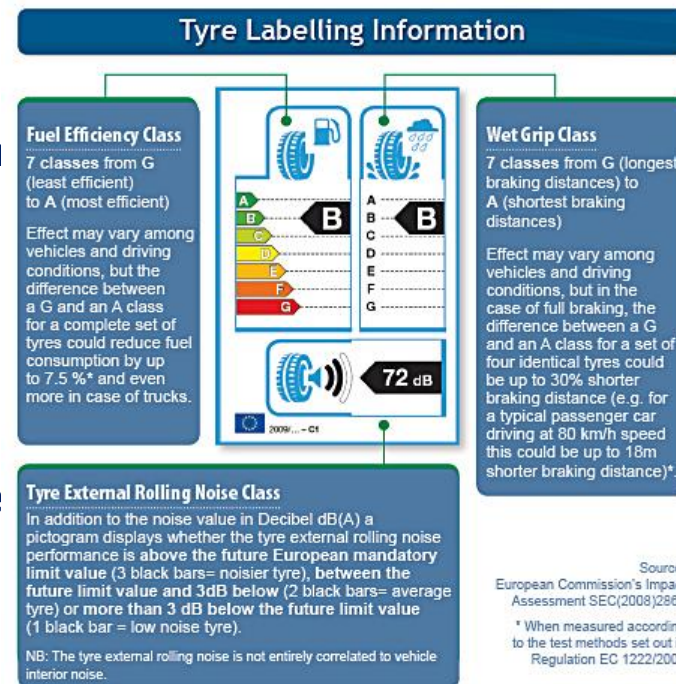 Tyre Labelling Information
Fuel Efficiency Class
7 classes from G
(least efficient)
to A (most efficient)
Effect may vary among
vehicles and driving
conditions, but the
difference between
a G and an A class
for a complete set of
tyres could reduce fuel
consumption by up
to 7.5 %* and even
more in case of trucks.
A
B
C
D
E
F
G
B
A
B
C
D
E
F
G
B
72 dB
2009/... - C1
Wet Grip Class
7 classes from G (longest
braking distances) to
A (shortest braking
distances)
Effect may vary among
vehicles and driving
conditions, but in the
case of full braking, the
difference between a G
and an A class for a set of
four identical tyres could
be up to 30% shorter
braking distance (e.g. for
a typical passenger car
driving at 80 km/h speed
this could be up to 18m
shorter braking distance)*.
Tyre External Rolling Noise Class
In addition to the noise value in Decibel dB(A) a
pictogram displays whether the tyre external rolling noise
performance is above the future European mandatory
limit value (3 black bars= noisier tyre), between the
future limit value and 3dB below (2 black bars= average
tyre) or more than 3 dB below the future limit value
(1 black bar = low noise tyre).
NB: The tyre external rolling noise is not entirely correlated to vehicle
interior noise.
Source
European Commission's Impa
Assessment SEC(2008)286
* When measured accordin
to the test methods set out
Regulation EC 1222/200